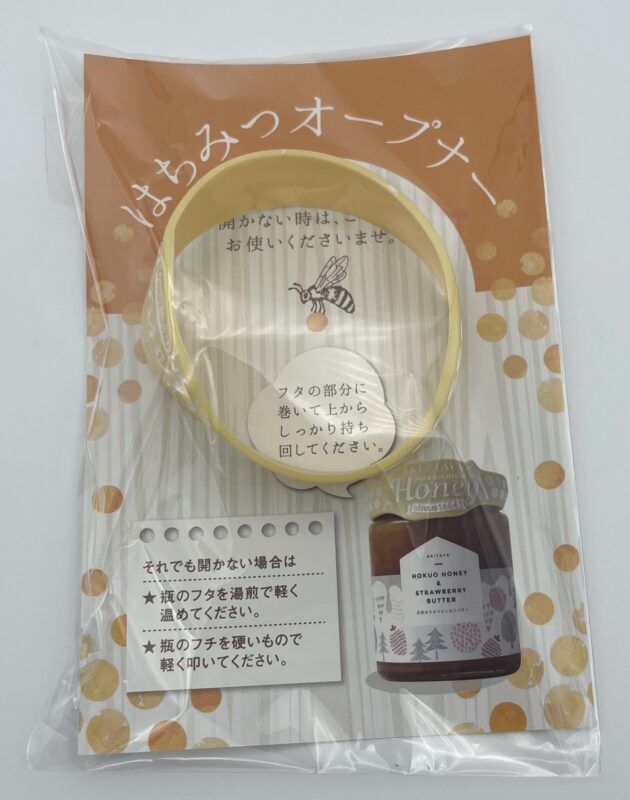 はちみつオープナー
開かない時は、こ
お使いくださいませ。
フタの部分に
巻いて上から
しっかり持ち
回してください。
Honey
since
HOKUO HONEY
&
STRAWBERRY
BUTTER
それでも開かない場合は
★瓶のフタを湯煎で軽く
温めてください。
★瓶のフチを硬いもので
軽く叩いてください。